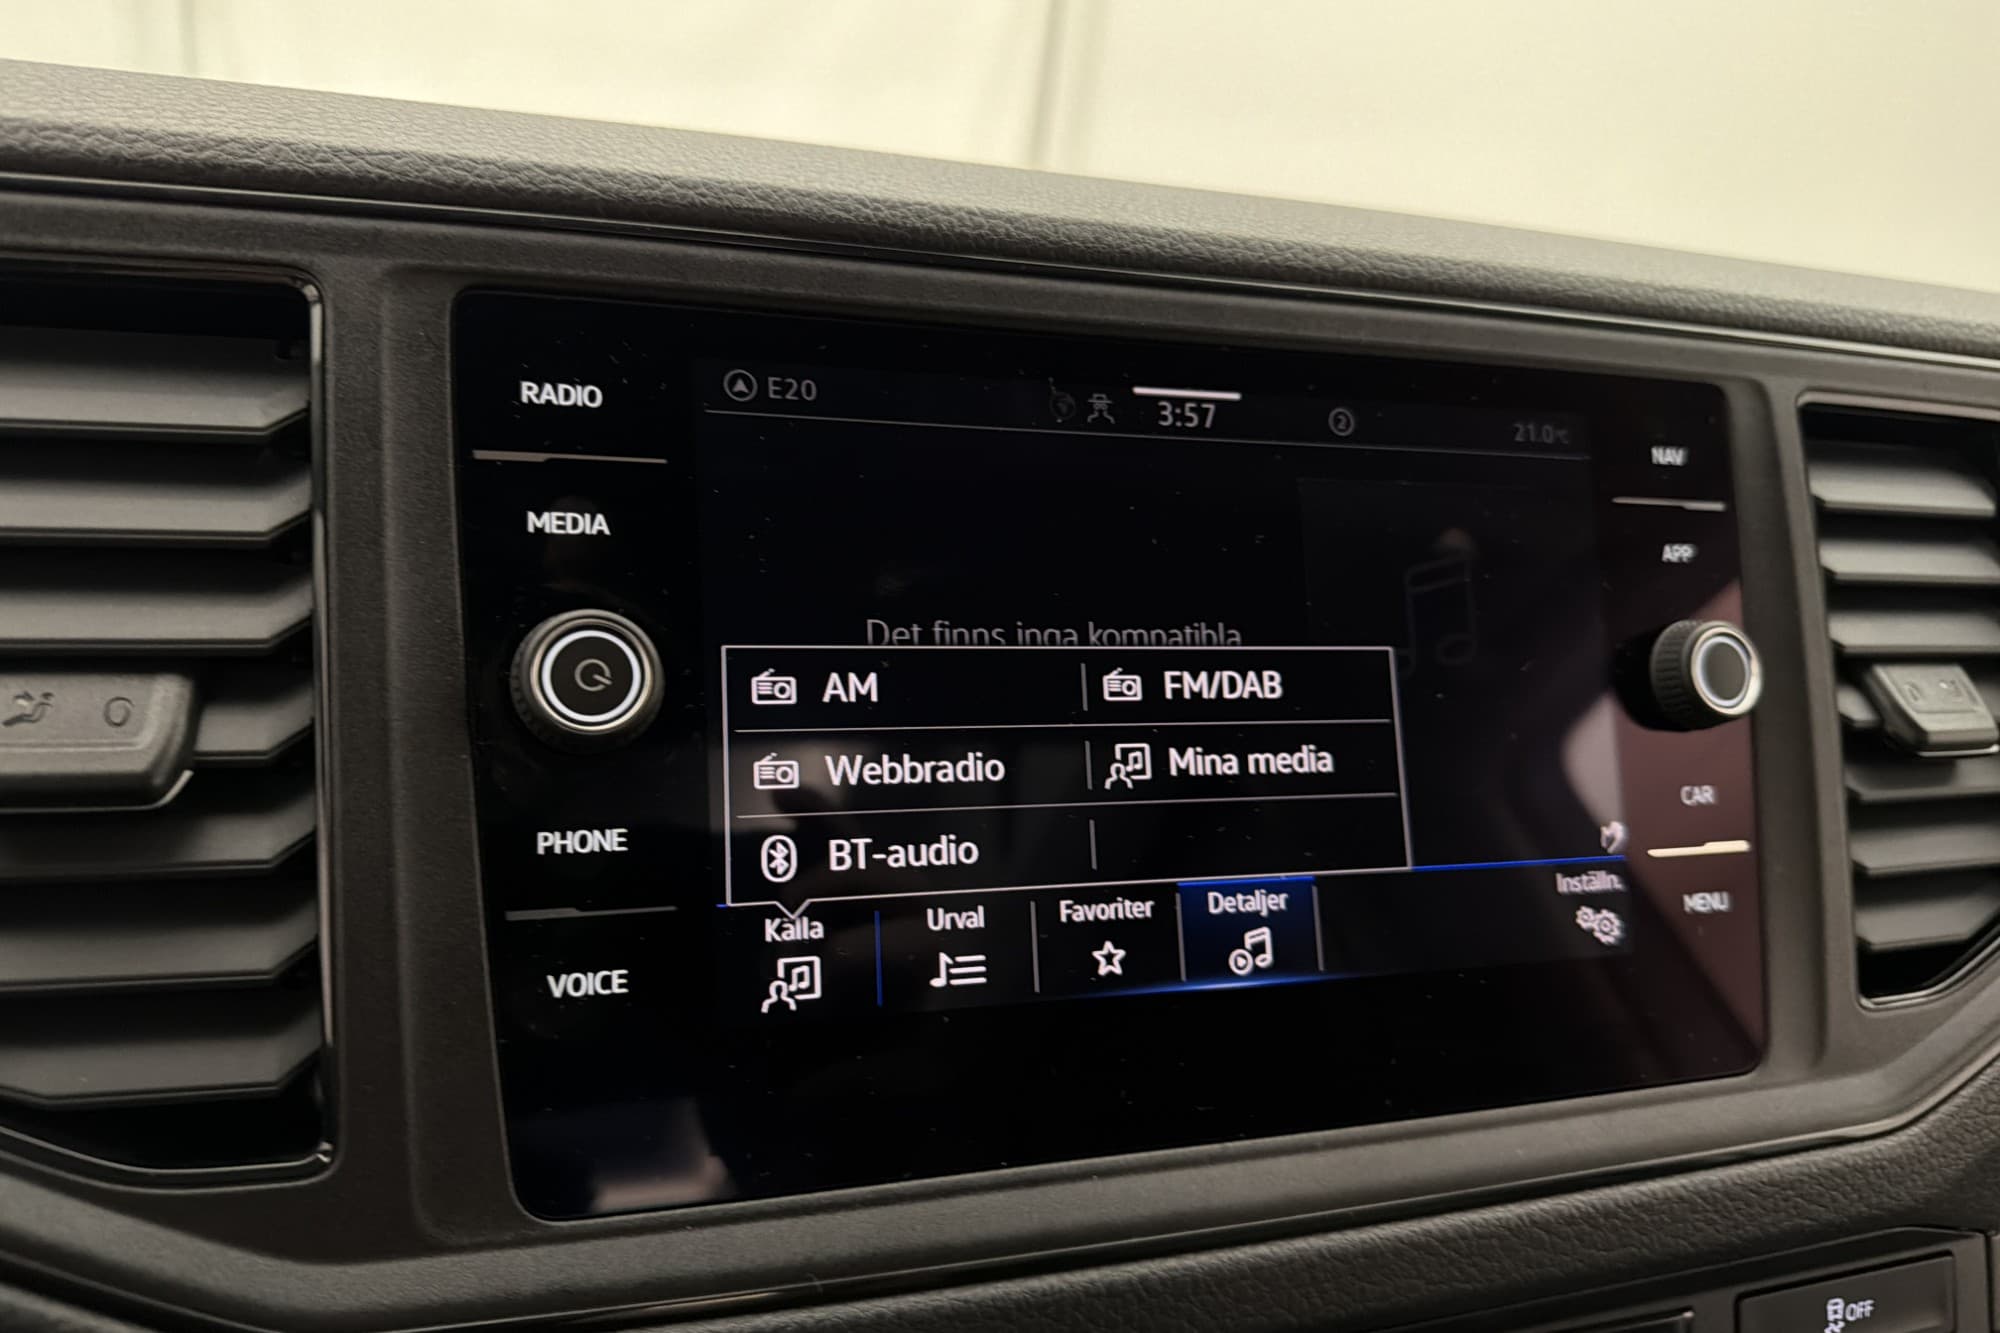 RADIO
MEDIA
PHONE
VOICE
E20
3:57
2
21.0°C
Det finns inga kompatibla
AM
FM/DAB
Webbradio
Mina media
BT-audio
Källa
Urval
Favoriter
Detaljer
Inställn.
NAV
APP
CAR
MENU
OFF